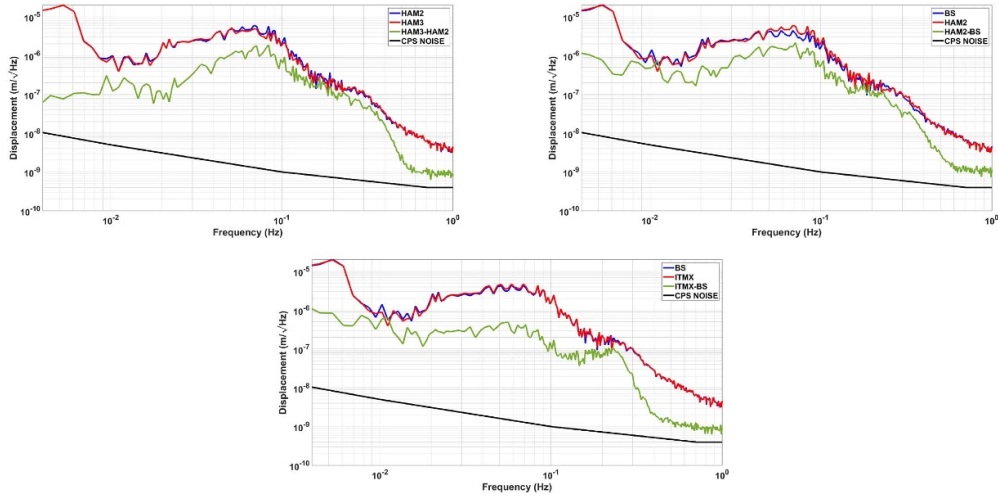 HAM2
HAM3
HAM3-HAM2
CPS NOISE
Displacement (m/√Hz)
10⁻⁵
10⁻⁶
10⁻⁷
10⁻⁸
10⁻⁹
10⁻¹⁰
10⁻² 10⁻¹ 10⁰
Frequency (Hz)
BS
HAM2
HAM2-BS
CPS NOISE
Displacement (m/√Hz)
10⁻⁵
10⁻⁶
10⁻⁷
10⁻⁸
10⁻⁹
10⁻¹⁰
10⁻² 10⁻¹ 10⁰
Frequency (Hz)
BS
ITMX
ITMX-BS
CPS NOISE
Displacement (m/√Hz)
10⁻⁵
10⁻⁶
10⁻⁷
10⁻⁸
10⁻⁹
10⁻¹⁰
10⁻² 10⁻¹ 10⁰
Frequency (Hz)